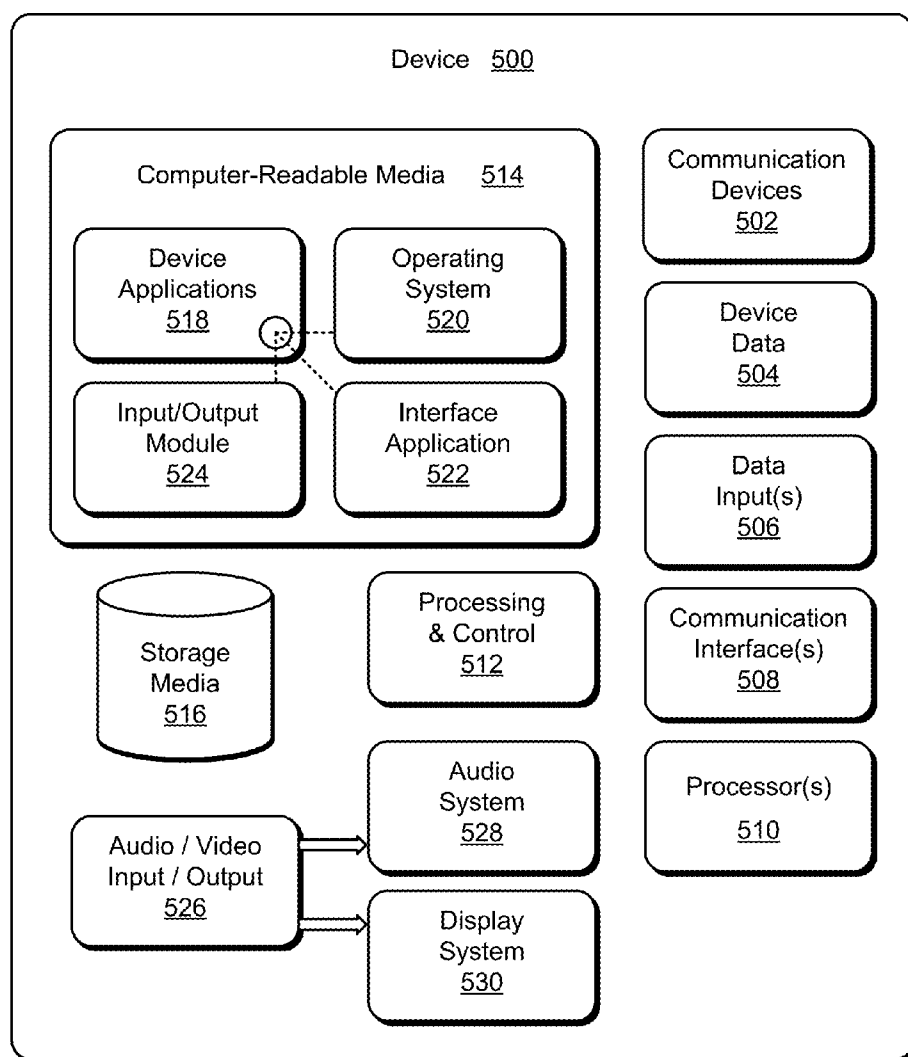 Device 500
Computer-Readable Media 514
Device
Applications
518
Operating
System
520
Input/Output
Module
524
Interface
Application
522
Storage
Media
516
Processing
& Control
512
Audio / Video
Input / Output
526
Audio
System
528
Display
System
530
Communication
Devices
502
Device
Data
504
Data
Input(s)
506
Communication
Interface(s)
508
Processor(s)
510